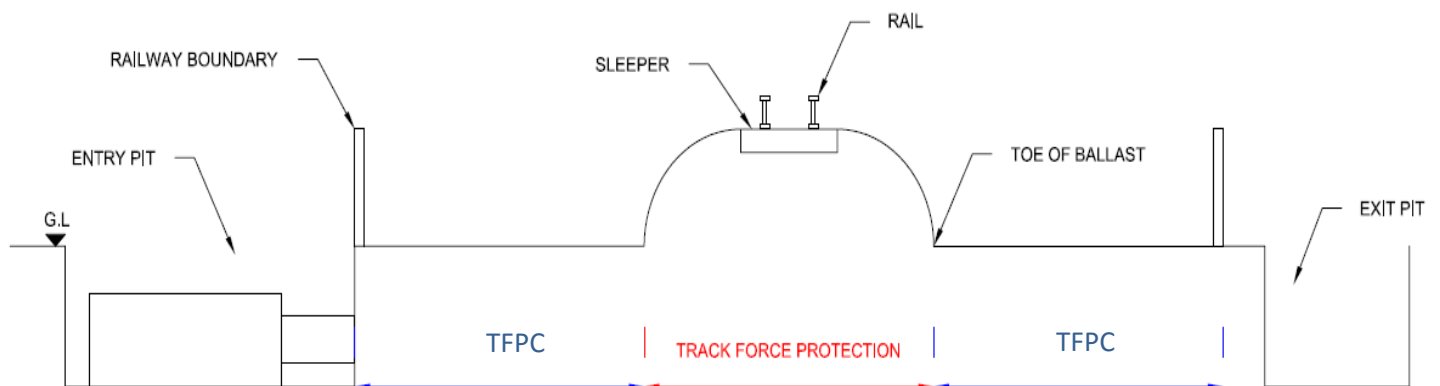 RAIL
RAILWAY BOUNDARY
SLEEPER
ENTRY PIT
TOE OF BALLAST
EXIT PIT
G.L
TFPC
TRACK FORCE PROTECTION
TFPC